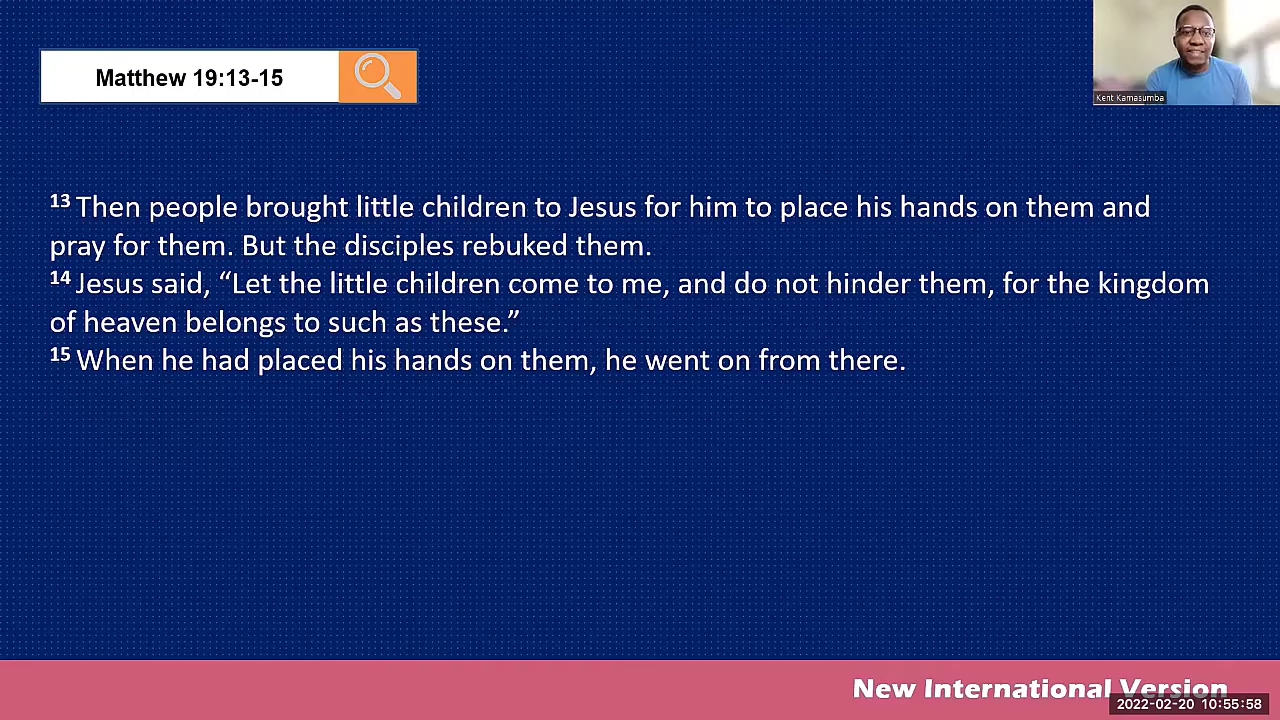 Matthew 19:13-15
Kent Kamasumba
13 Then people brought little children to Jesus for him to place his hands on them and
pray for them. But the disciples rebuked them.
14 Jesus said, “Let the little children come to me, and do not hinder them, for the kingdom
of heaven belongs to such as these.”
15 When he had placed his hands on them, he went on from there.
New International Version
2022-02-20 10:55:58